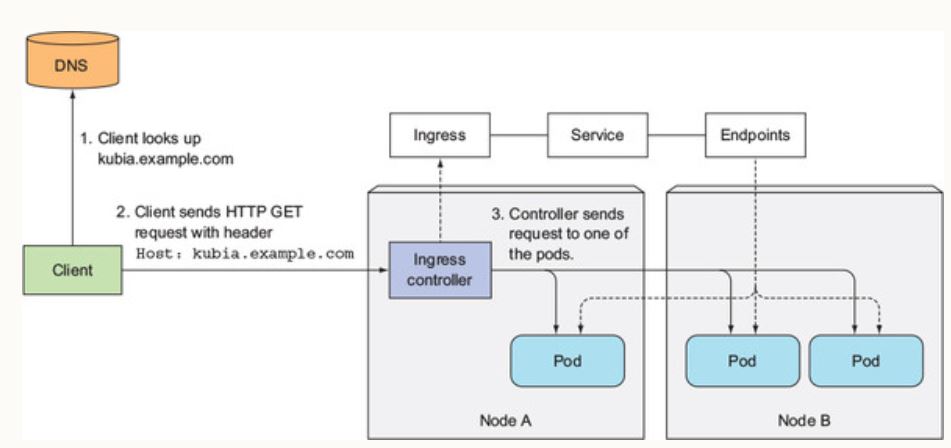 DNS
1. Client looks up
kubia.example.com
Ingress
Service
Endpoints
2. Client sends HTTP GET
request with header
Host: kubia.example.com
3. Controller sends
request to one of
the pods.
Client
Ingress
controller
Pod
Pod
Pod
Node A
Node B